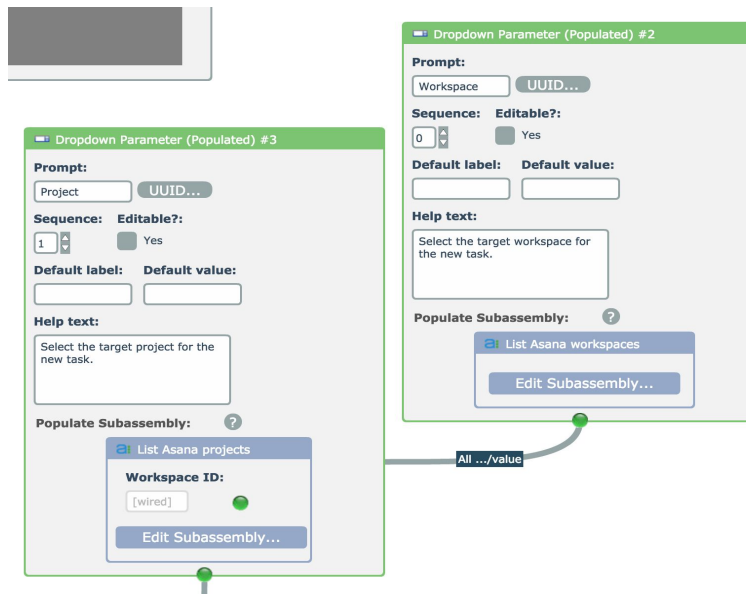 Dropdown Parameter (Populated) #2
Prompt:
Workspace
UUID...
Sequence: Editable?:
0
Yes
Default label: Default value:
Help text:
Select the target workspace for
the new task.
Populate Subassembly: ?
a! List Asana workspaces
Edit Subassembly...
All .../value
Dropdown Parameter (Populated) #3
Prompt:
Project
UUID...
Sequence: Editable?:
1
Yes
Default label: Default value:
Help text:
Select the target project for the
new task.
Populate Subassembly: ?
a! List Asana projects
Workspace ID:
[wired]
Edit Subassembly...